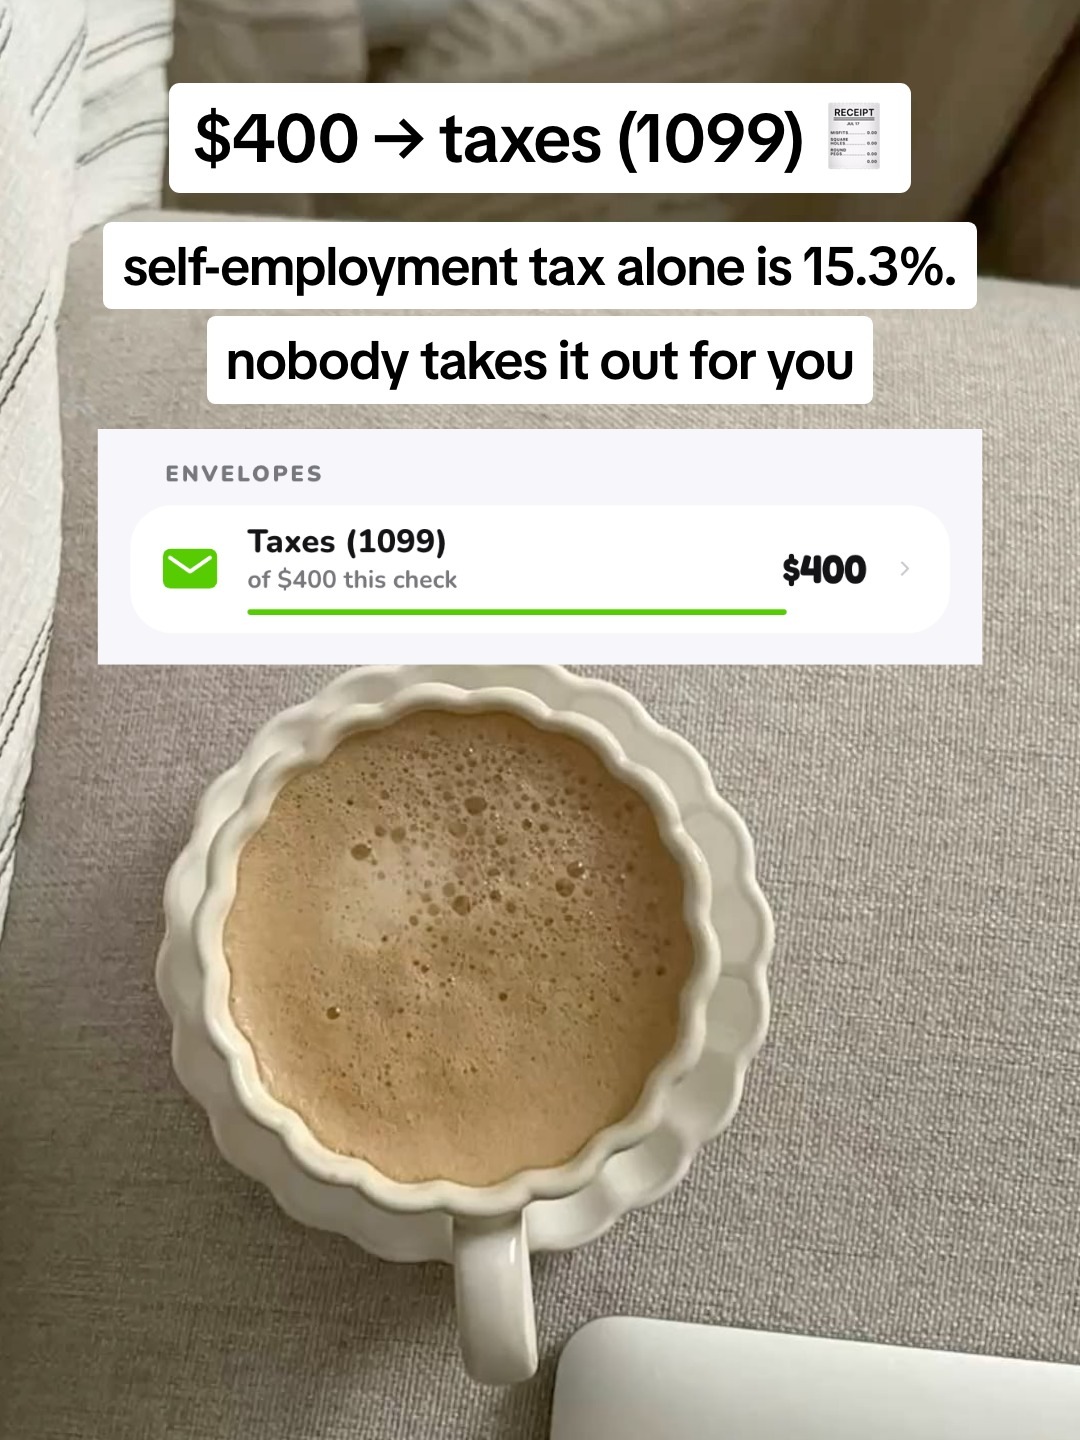 $400 → taxes (1099) 🧾
self-employment tax alone is 15.3%.
nobody takes it out for you
ENVELOPES
Taxes (1099)
of $400 this check
$400